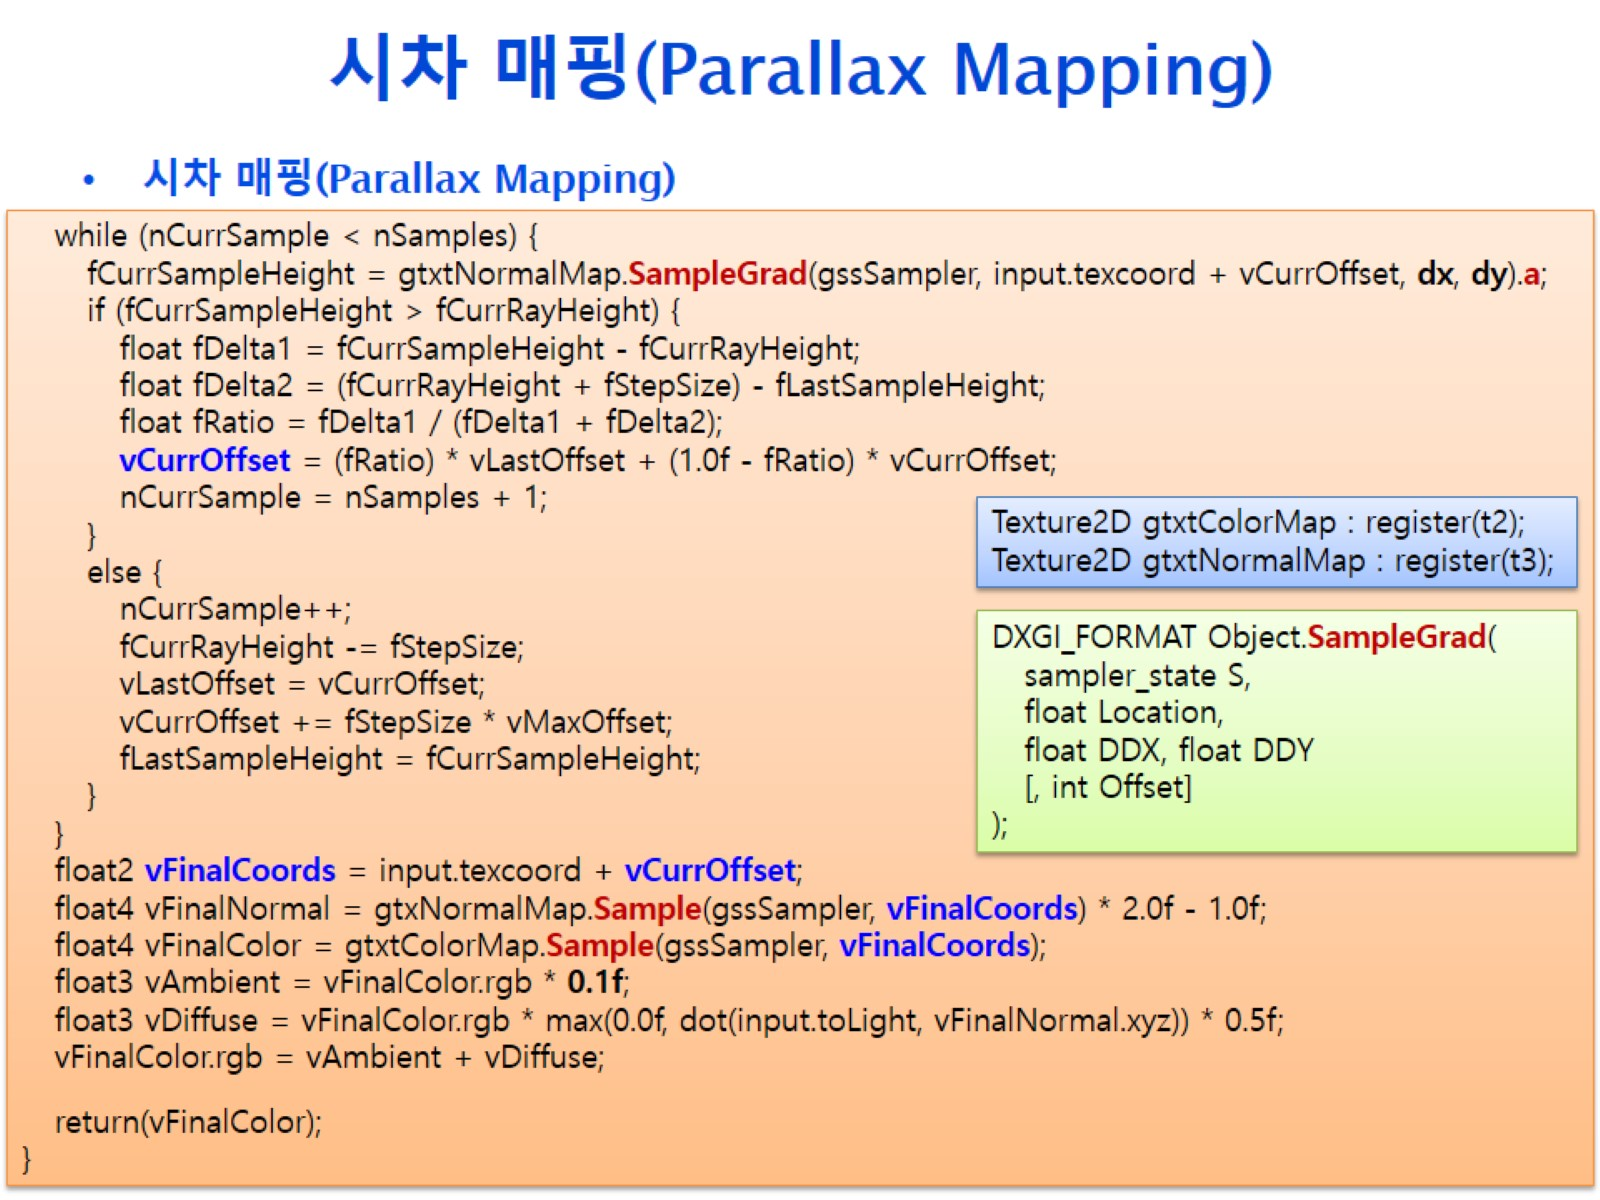 시차 매핑(Parallax Mapping)
• 시차 매핑(Parallax Mapping)
while (nCurrSample < nSamples) {
fCurrSampleHeight = gtxtNormalMap.SampleGrad(gssSampler, input.texcoord + vCurrOffset, dx, dy).a;
if (fCurrSampleHeight > fCurrRayHeight) {
float fDelta1 = fCurrSampleHeight - fCurrRayHeight;
float fDelta2 = (fCurrRayHeight + fStepSize) - fLastSampleHeight;
float fRatio = fDelta1 / (fDelta1 + fDelta2);
vCurrOffset = (fRatio) * vLastOffset + (1.0f - fRatio) * vCurrOffset;
nCurrSample = nSamples + 1;
}
else {
nCurrSample++;
fCurrRayHeight -= fStepSize;
vLastOffset = vCurrOffset;
vCurrOffset += fStepSize * vMaxOffset;
fLastSampleHeight = fCurrSampleHeight;
}
}
float2 vFinalCoords = input.texcoord + vCurrOffset;
float4 vFinalNormal = gtxNormalMap.Sample(gssSampler, vFinalCoords) * 2.0f - 1.0f;
float4 vFinalColor = gtxtColorMap.Sample(gssSampler, vFinalCoords);
float3 vAmbient = vFinalColor.rgb * 0.1f;
float3 vDiffuse = vFinalColor.rgb * max(0.0f, dot(input.toLight, vFinalNormal.xyz)) * 0.5f;
vFinalColor.rgb = vAmbient + vDiffuse;
return(vFinalColor);
}
Texture2D gtxtColorMap : register(t2);
Texture2D gtxtNormalMap : register(t3);
DXGI_FORMAT Object.SampleGrad(
sampler_state S,
float Location,
float DDX, float DDY
[, int Offset]
);